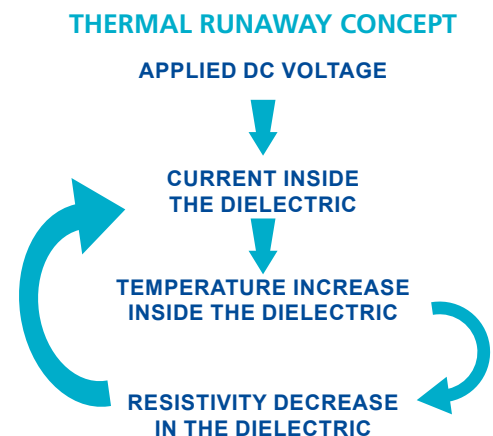 THERMAL RUNAWAY CONCEPT
APPLIED DC VOLTAGE
CURRENT INSIDE
THE DIELECTRIC
TEMPERATURE INCREASE
INSIDE THE DIELECTRIC
RESISTIVITY DECREASE
IN THE DIELECTRIC